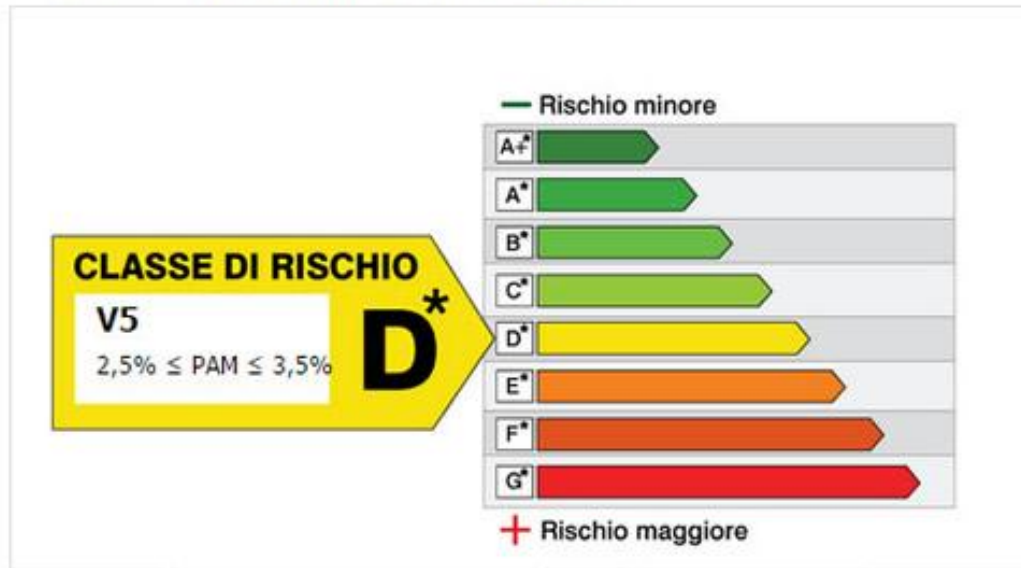 Rischio minore
A+*
A*
B*
CLASSE DI RISCHIO
V5
2,5% ≤ PAM ≤ 3,5%
D*
C*
D*
E*
F*
G*
Rischio maggiore